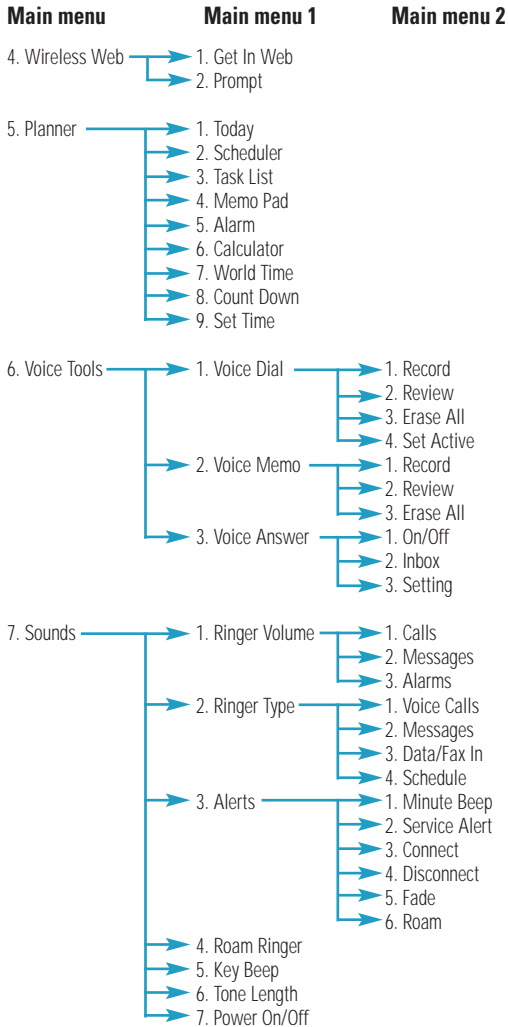 Main menu Main menu 1 Main menu 2
4. Wireless Web 1. Get In Web
2. Prompt
5. Planner 1. Today
2. Scheduler
3. Task List
4. Memo Pad
5. Alarm
6. Calculator
7. World Time
8. Count Down
9. Set Time
6. Voice Tools 1. Voice Dial 1. Record
2. Review
3. Erase All
4. Set Active
2. Voice Memo 1. Record
2. Review
3. Erase All
3. Voice Answer 1. On/Off
2. Inbox
3. Setting
7. Sounds 1. Ringer Volume 1. Calls
2. Messages
3. Alarms
2. Ringer Type 1. Voice Calls
2. Messages
3. Data/Fax In
4. Schedule
3. Alerts 1. Minute Beep
2. Service Alert
3. Connect
4. Disconnect
5. Fade
6. Roam
4. Roam Ringer
5. Key Beep
6. Tone Length
7. Power On/Off